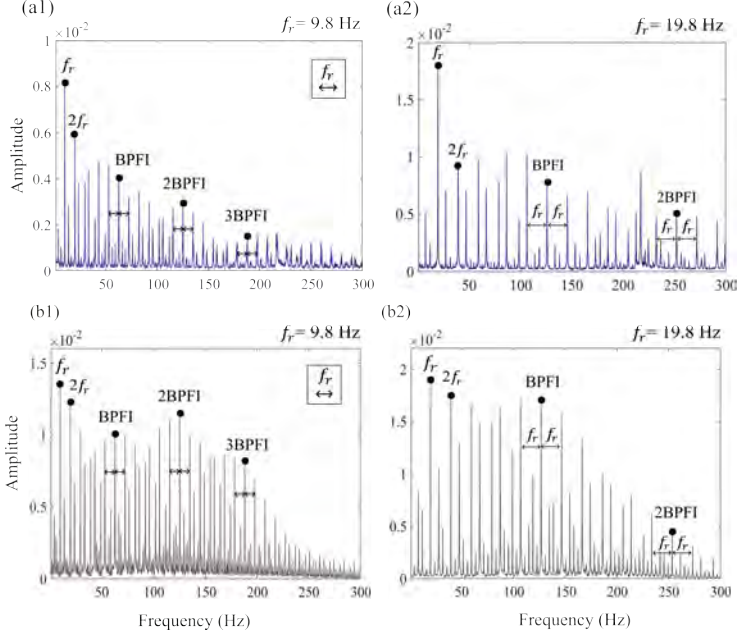 (a1)
×10⁻²
f_r = 9.8 Hz
1
0.8
0.6
0.4
0.2
0
Amplitude
f_r
2f_r
BPFI
2BPFI
3BPFI
f_r
50
100
150
200
250
300
(a2)
×10⁻²
f_r = 19.8 Hz
2
1.5
1
0.5
0
f_r
2f_r
BPFI
f_r
f_r
2BPFI
f_r
f_r
50
100
150
200
250
300
(b1)
×10⁻²
f_r = 9.8 Hz
1.5
1
0.5
0
Amplitude
f_r
2f_r
BPFI
2BPFI
3BPFI
f_r
50
100
150
200
250
300
Frequency (Hz)
(b2)
×10⁻²
f_r = 19.8 Hz
2
1.5
1
0.5
0
f_r
2f_r
BPFI
f_r
f_r
2BPFI
f_r
f_r
50
100
150
200
250
300
Frequency (Hz)